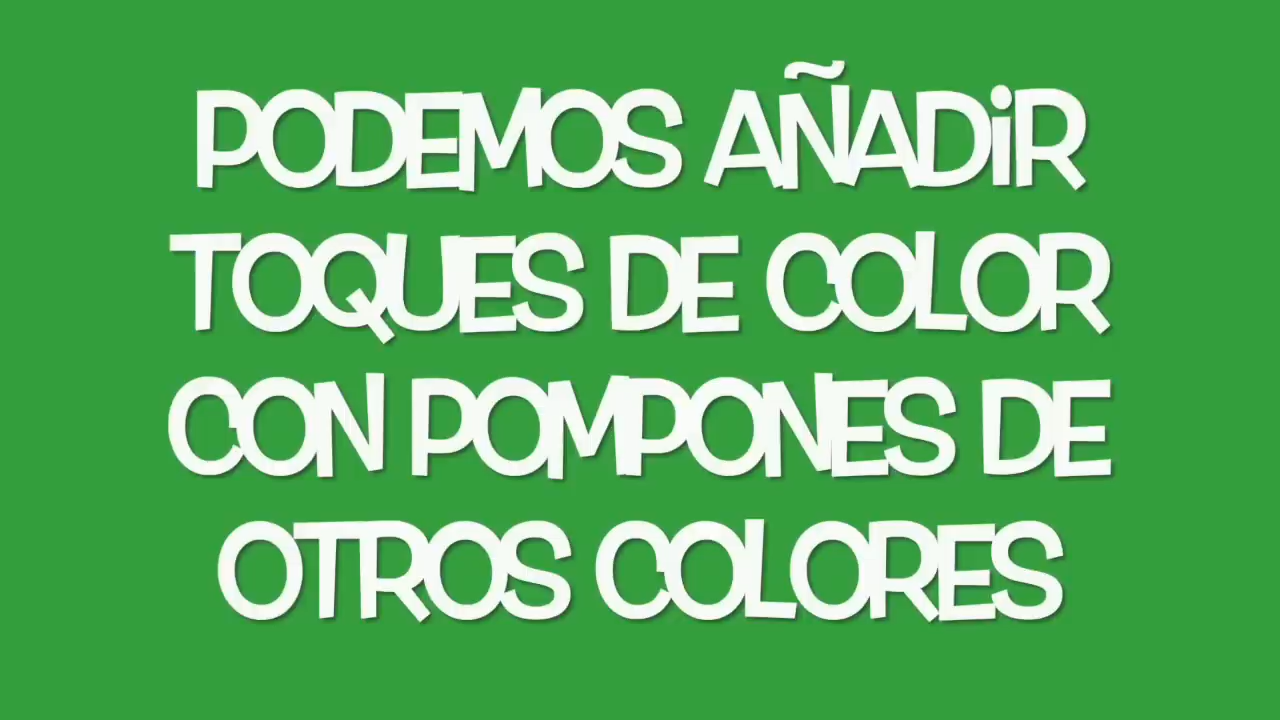 PODEMOS AÑADiR
TOQUES DE COLOR
CON POMPONES DE
OTROS COLORES